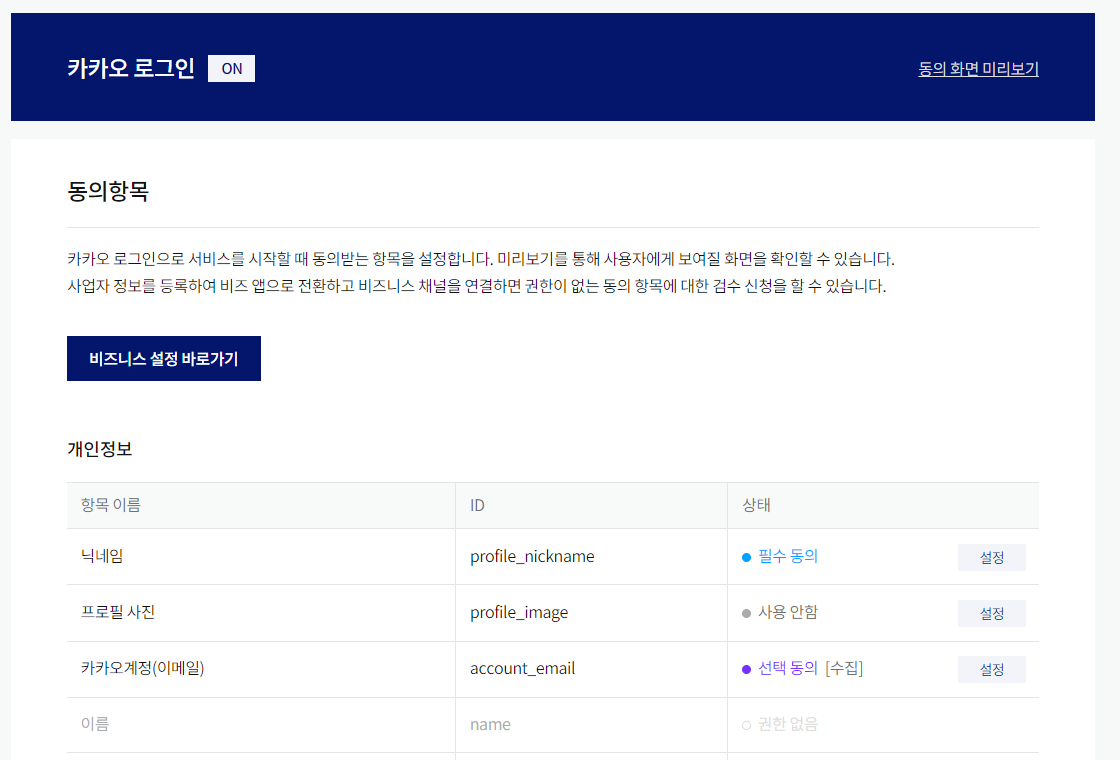 카카오 로그인 ON 동의 화면 미리보기
동의항목
카카오 로그인으로 서비스를 시작할 때 동의받는 항목을 설정합니다. 미리보기를 통해 사용자에게 보여질 화면을 확인할 수 있습니다.
사업자 정보를 등록하여 비즈 앱으로 전환하고 비즈니스 채널을 연결하면 권한이 없는 동의 항목에 대한 검수 신청을 할 수 있습니다.
비즈니스 설정 바로가기
개인정보
항목 이름 ID 상태
닉네임 profile_nickname 필수 동의 설정
프로필 사진 profile_image 사용 안함 설정
카카오계정(이메일) account_email 선택 동의 [수집] 설정
이름 name 권한 없음